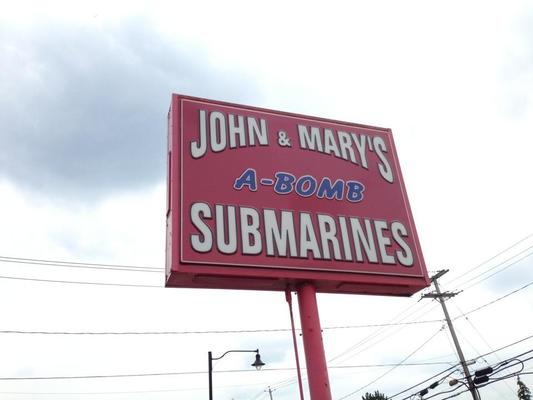 JOHN & MARY'S
A-BOMB
SUBMARINES